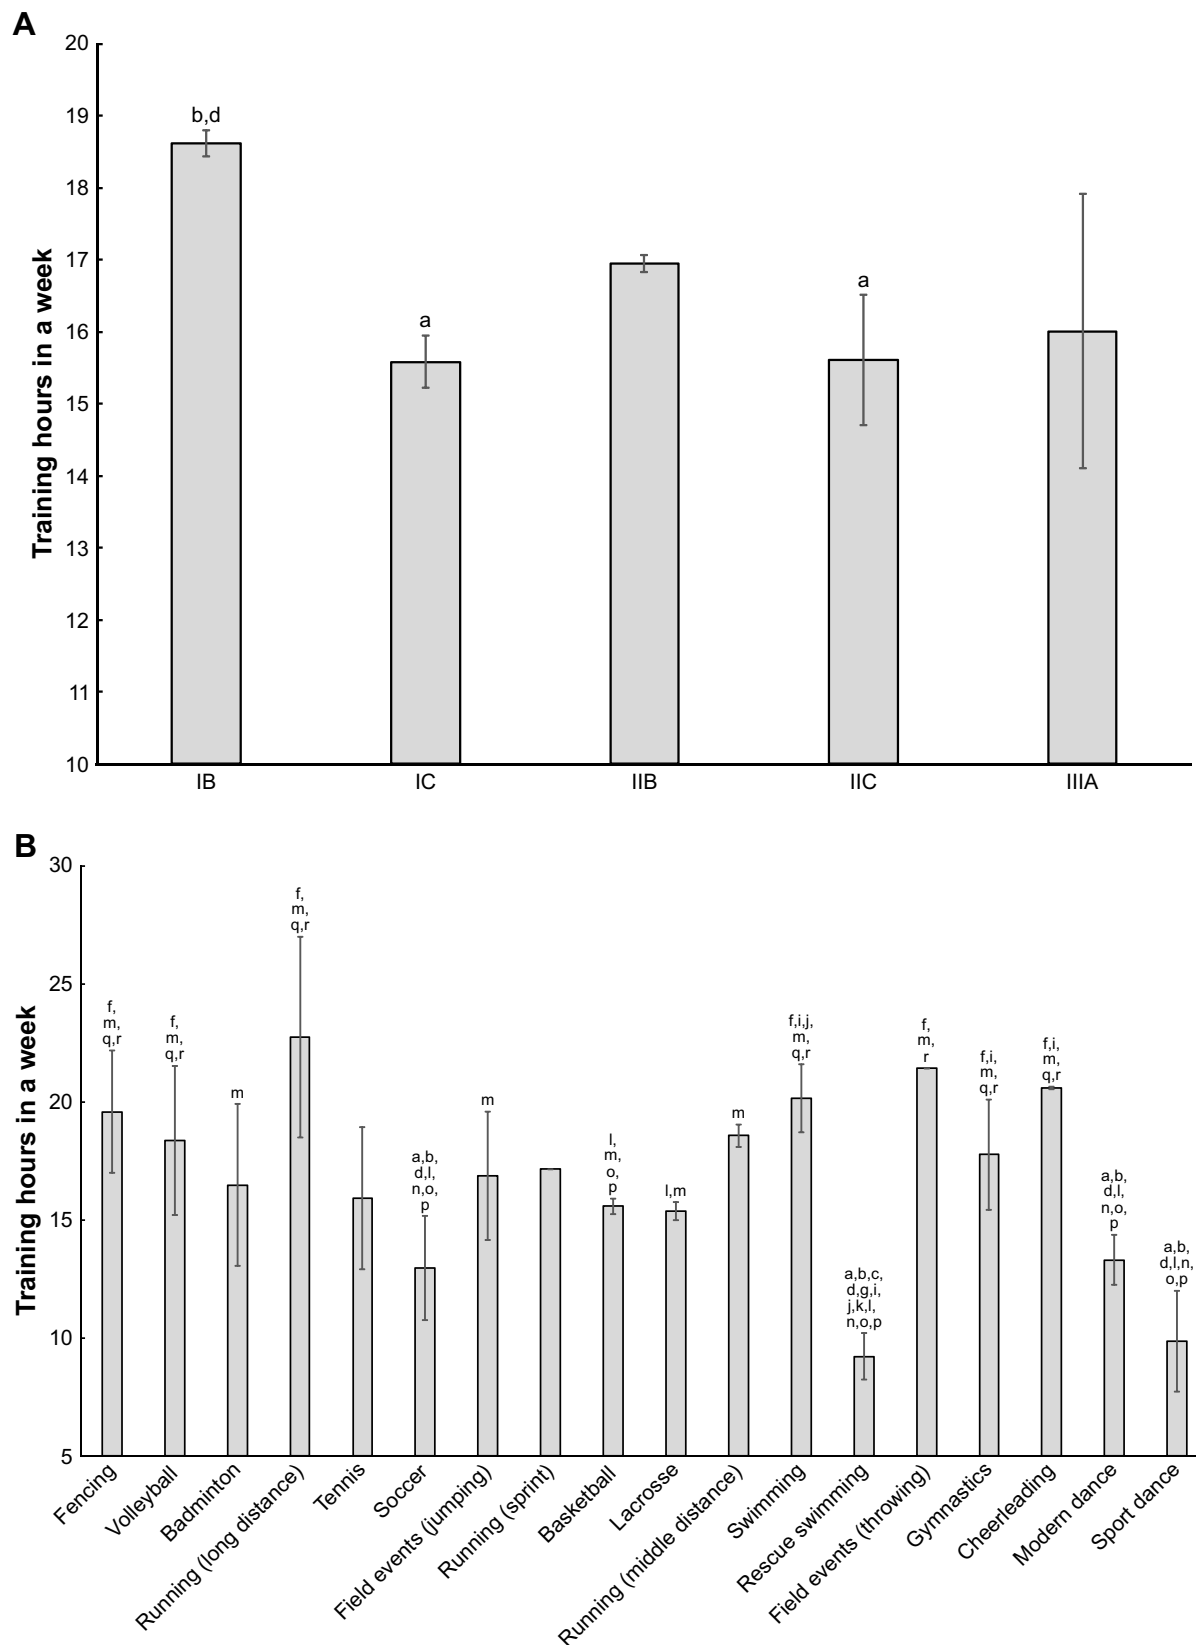 A
Training hours in a week
20
19
18
17
16
15
14
13
12
11
10
b,d
a
a
IB
IC
IIB
IIC
IIIA
B
Training hours in a week
30
25
20
15
10
5
f,
m,
q,r
f,
m,
q,r
m
f,
m,
q,r
a,b,
d,l,
n,o,
p
m
l,
m,
o,
p
l,m
m
f,i,j,
m,
q,r
a,b,c,
d,g,i,
j,k,l,
n,o,p
f,
m,
r
f,i,
m,
q,r
f,i,
m,
q,r
a,b,
d,l,
n,o,
p
a,b,
d,l,n,
o,p
Fencing
Volleyball
Badminton
Running (long distance)
Tennis
Soccer
Field events (jumping)
Running (sprint)
Basketball
Lacrosse
Running (middle distance)
Swimming
Rescue swimming
Field events (throwing)
Gymnastics
Cheerleading
Modern dance
Sport dance